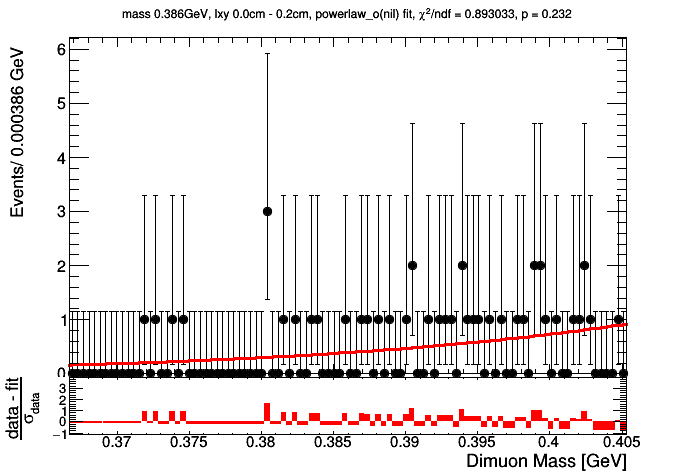 mass 0.386GeV, lxy 0.0cm - 0.2cm, powerlaw_o(nil) fit, χ²/ndf = 0.893033, p = 0.232
Events/ 0.000386 GeV
6
5
4
3
2
1
0
data - fit
σdata
3
2
1
0
−1
0.37 0.375 0.38 0.385 0.39 0.395 0.4 0.405
Dimuon Mass [GeV]